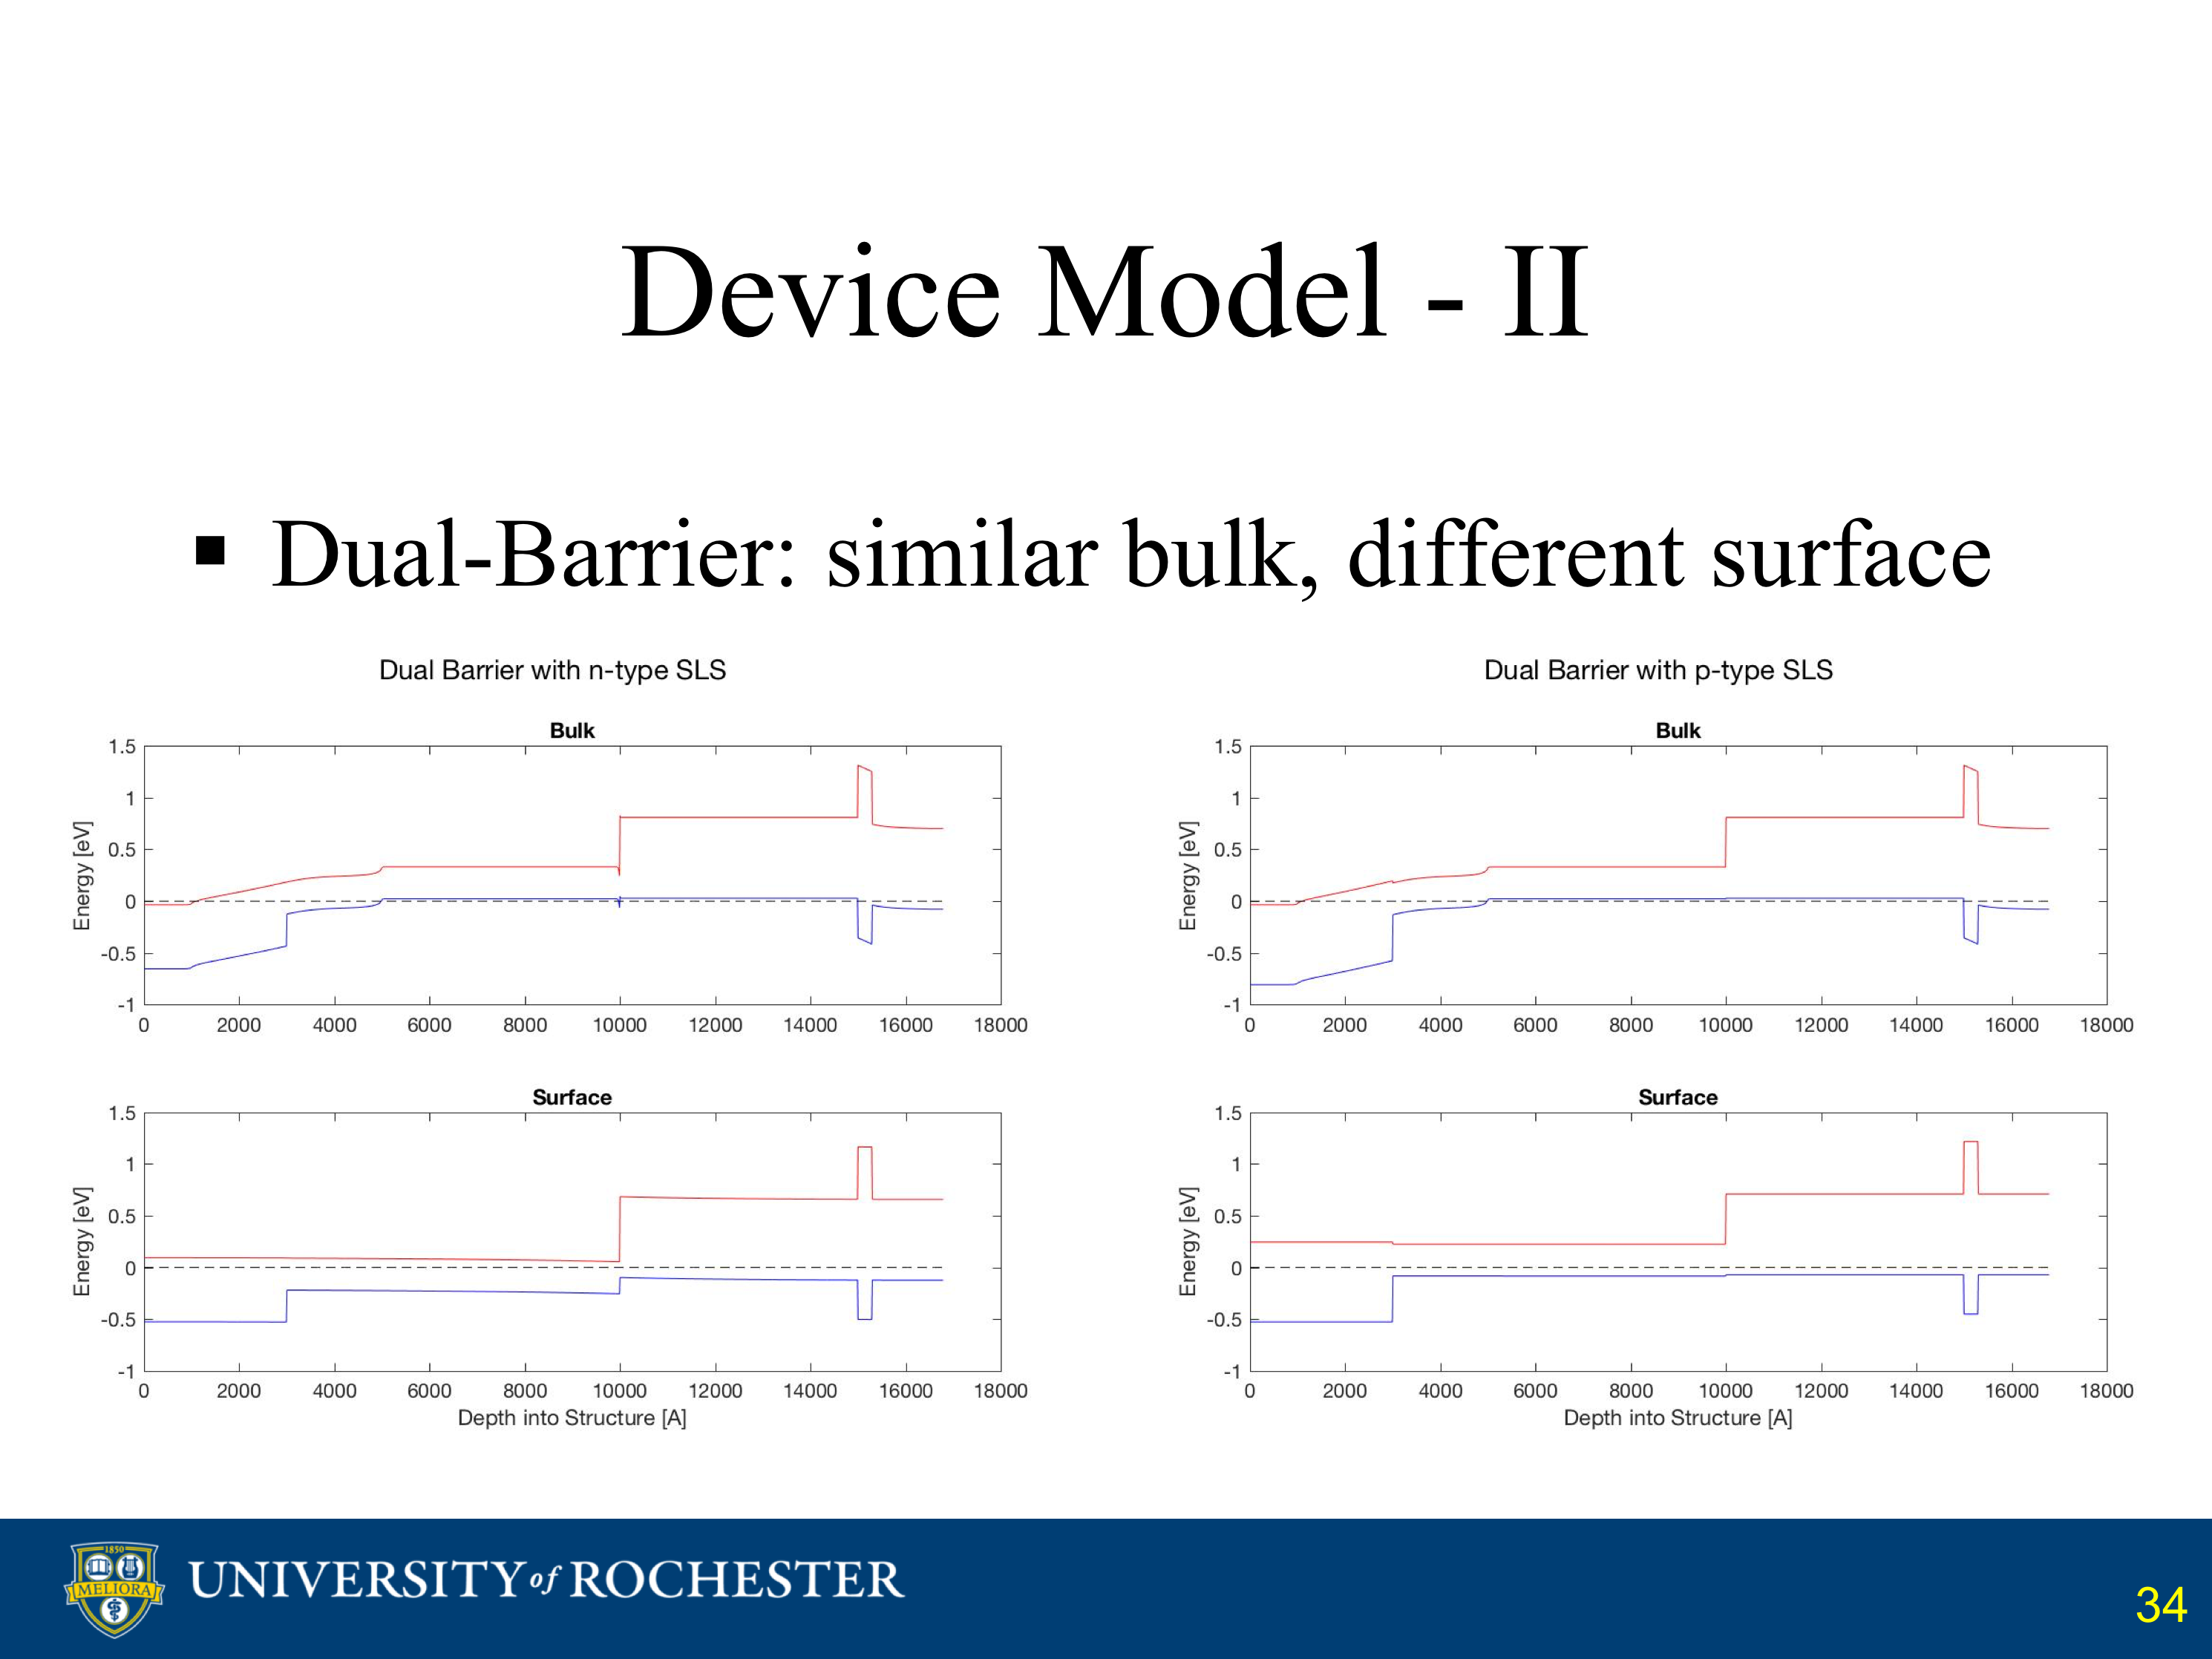 Device Model - II
▪ Dual-Barrier: similar bulk, different surface
Dual Barrier with n-type SLS
Bulk
Energy [eV]
1.5
1
0.5
0
-0.5
-1
0 2000 4000 6000 8000 10000 12000 14000 16000 18000
Surface
Energy [eV]
1.5
1
0.5
0
-0.5
-1
0 2000 4000 6000 8000 10000 12000 14000 16000 18000
Depth into Structure [A]
Dual Barrier with p-type SLS
Bulk
Energy [eV]
1.5
1
0.5
0
-0.5
-1
0 2000 4000 6000 8000 10000 12000 14000 16000 18000
Surface
Energy [eV]
1.5
1
0.5
0
-0.5
-1
0 2000 4000 6000 8000 10000 12000 14000 16000 18000
Depth into Structure [A]
1850
MELIORA
UNIVERSITY of ROCHESTER
34